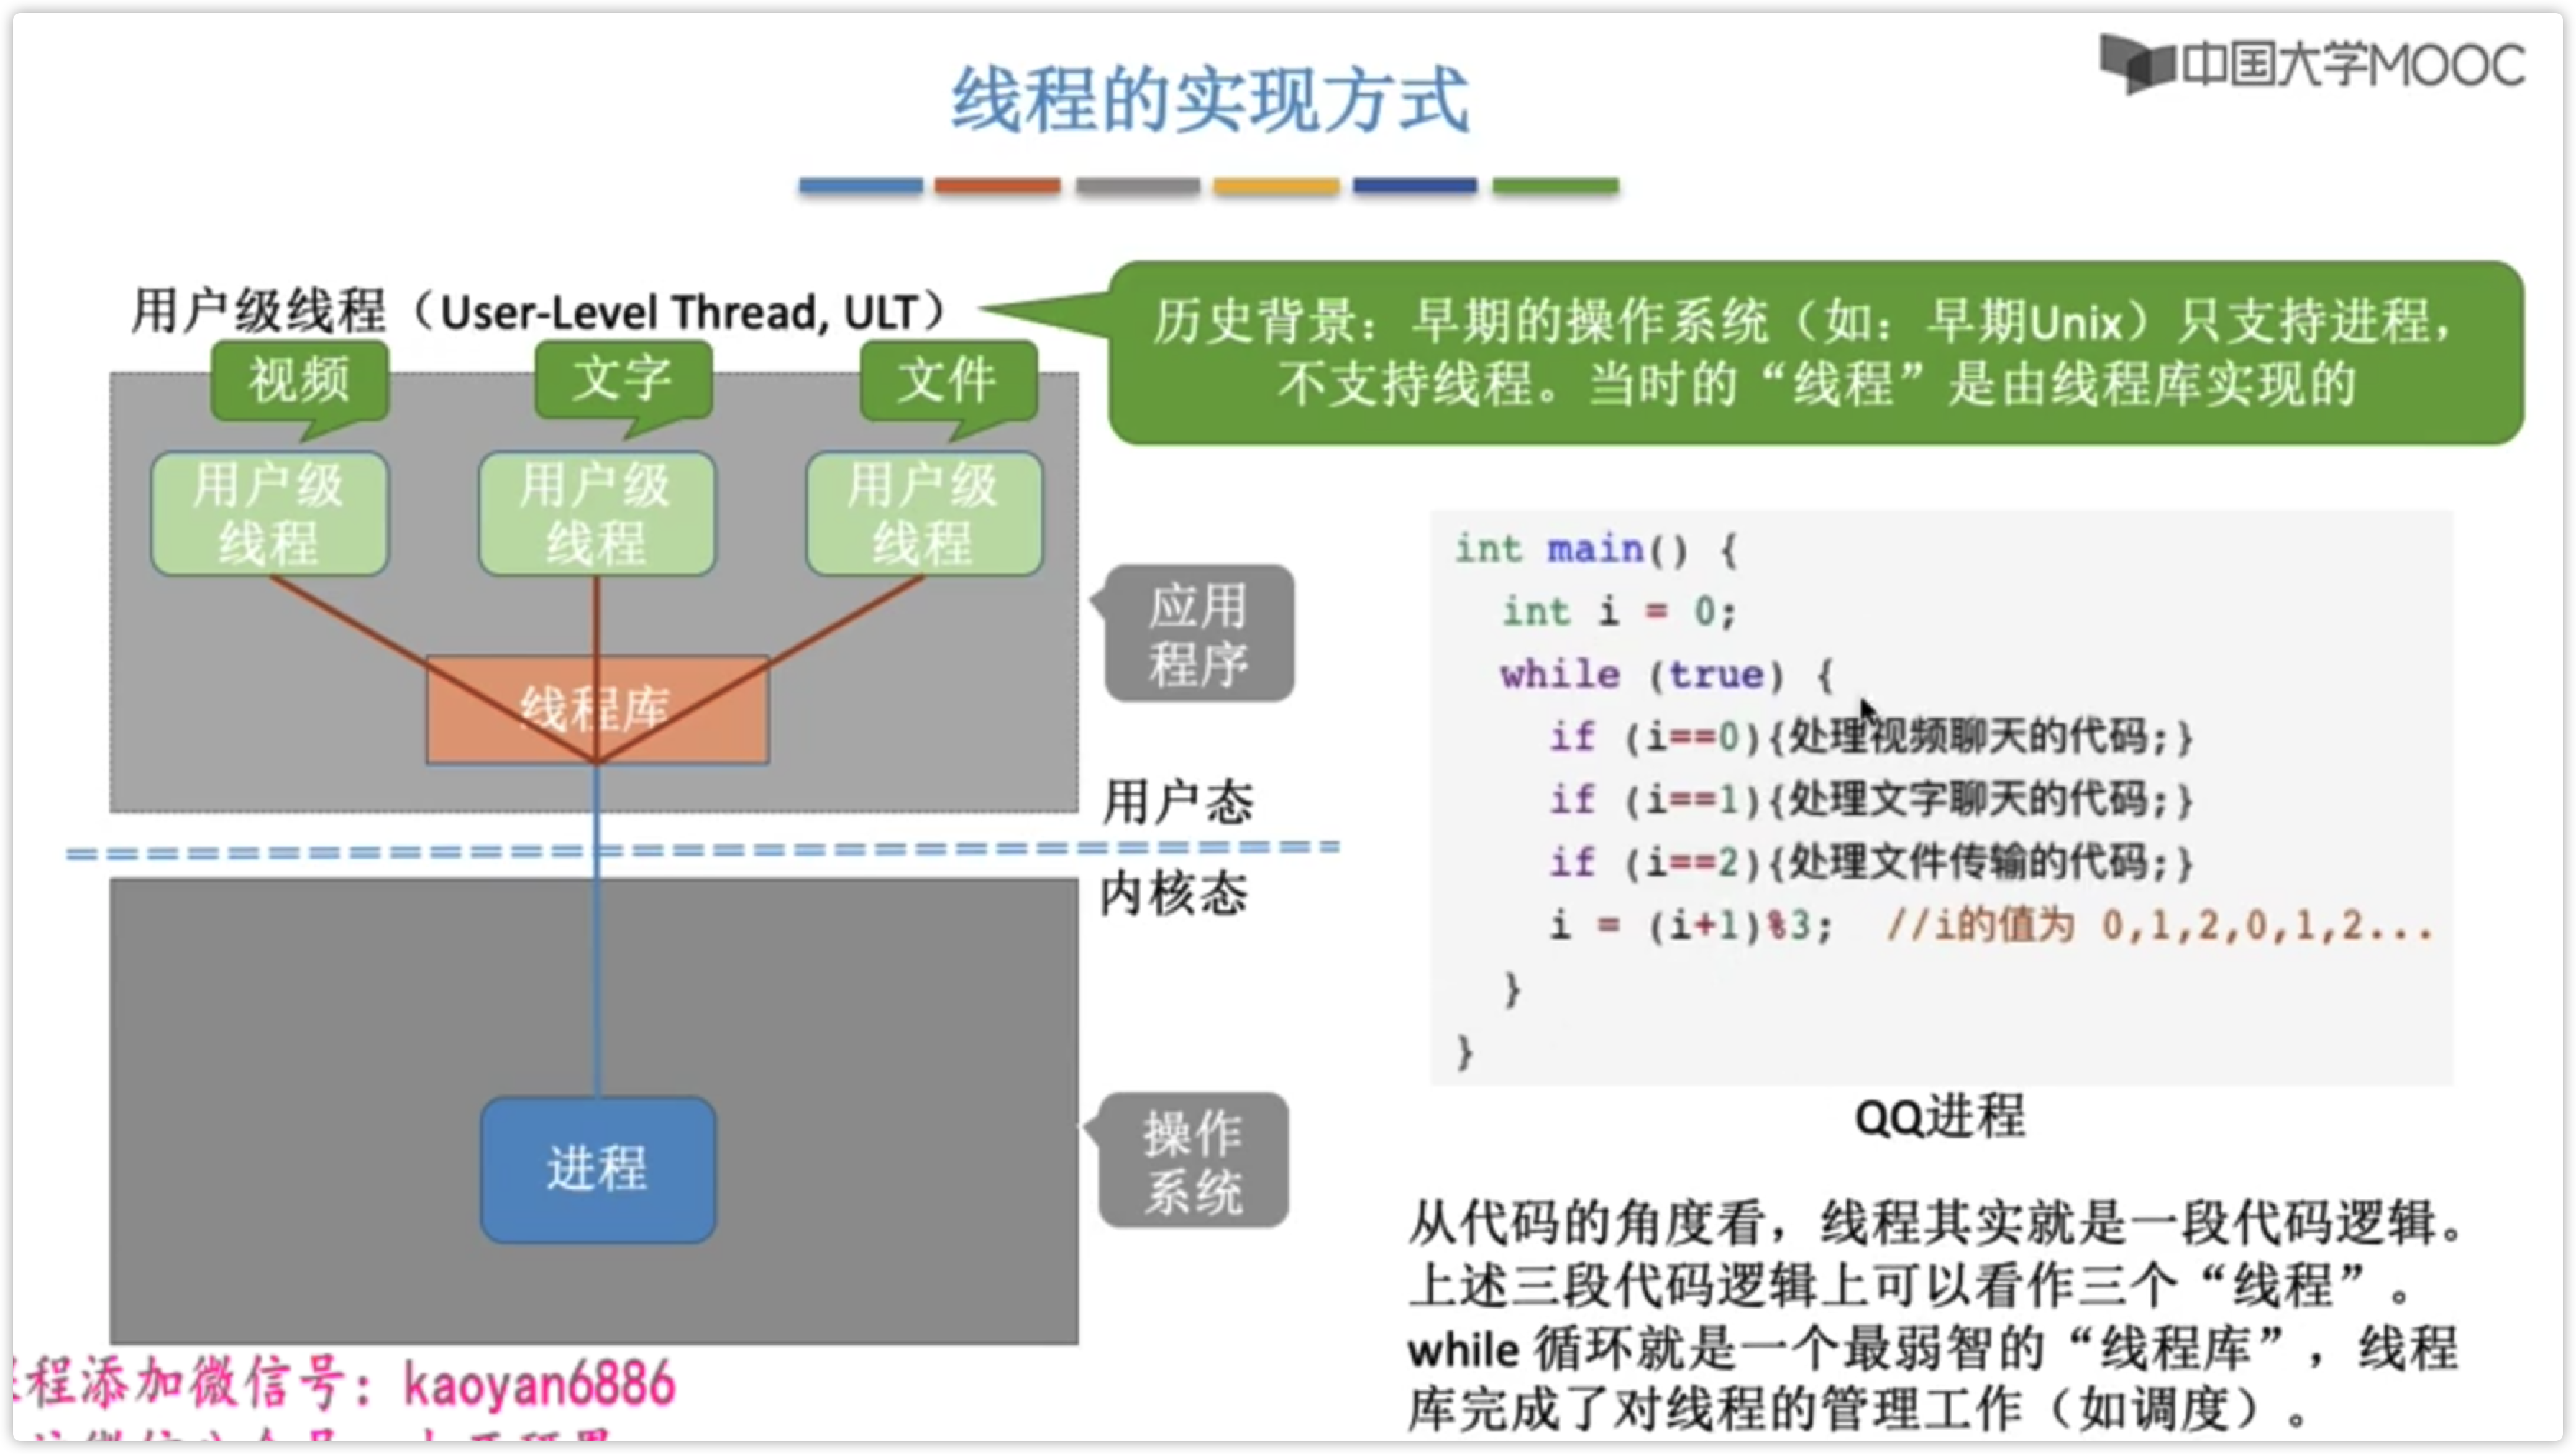 中国大学MOOC
线程的实现方式
用户级线程（User-Level Thread, ULT）
历史背景：早期的操作系统（如：早期Unix）只支持进程，
不支持线程。当时的“线程”是由线程库实现的
视频
文字
文件
用户级
线程
用户级
线程
用户级
线程
线程库
应用
程序
用户态
内核态
进程
操作
系统
int main() {
int i = 0;
while (true) {
if (i==0){处理视频聊天的代码;}
if (i==1){处理文字聊天的代码;}
if (i==2){处理文件传输的代码;}
i = (i+1)%3; //i的值为 0,1,2,0,1,2...
}
}
QQ进程
从代码的角度看，线程其实就是一段代码逻辑。
上述三段代码逻辑上可以看作三个“线程”。
while 循环就是一个最弱智的“线程库”，线程
库完成了对线程的管理工作（如调度）。
程添加微信号：kaoyan6886